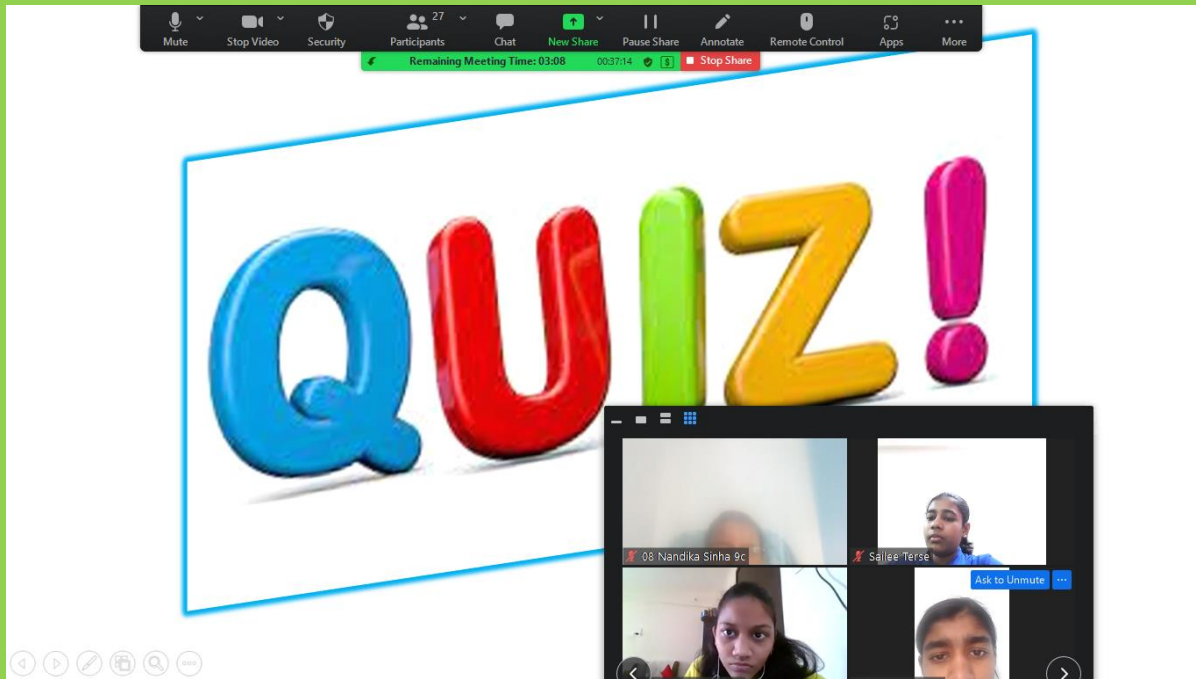 27
Mute Stop Video Security Participants Chat New Share Pause Share Annotate Remote Control Apps More
Remaining Meeting Time: 03:08 00:37:14 $ Stop Share
QUIZ!
08 Nandika Sinha 9c Sailee Terse
Ask to Unmute ...